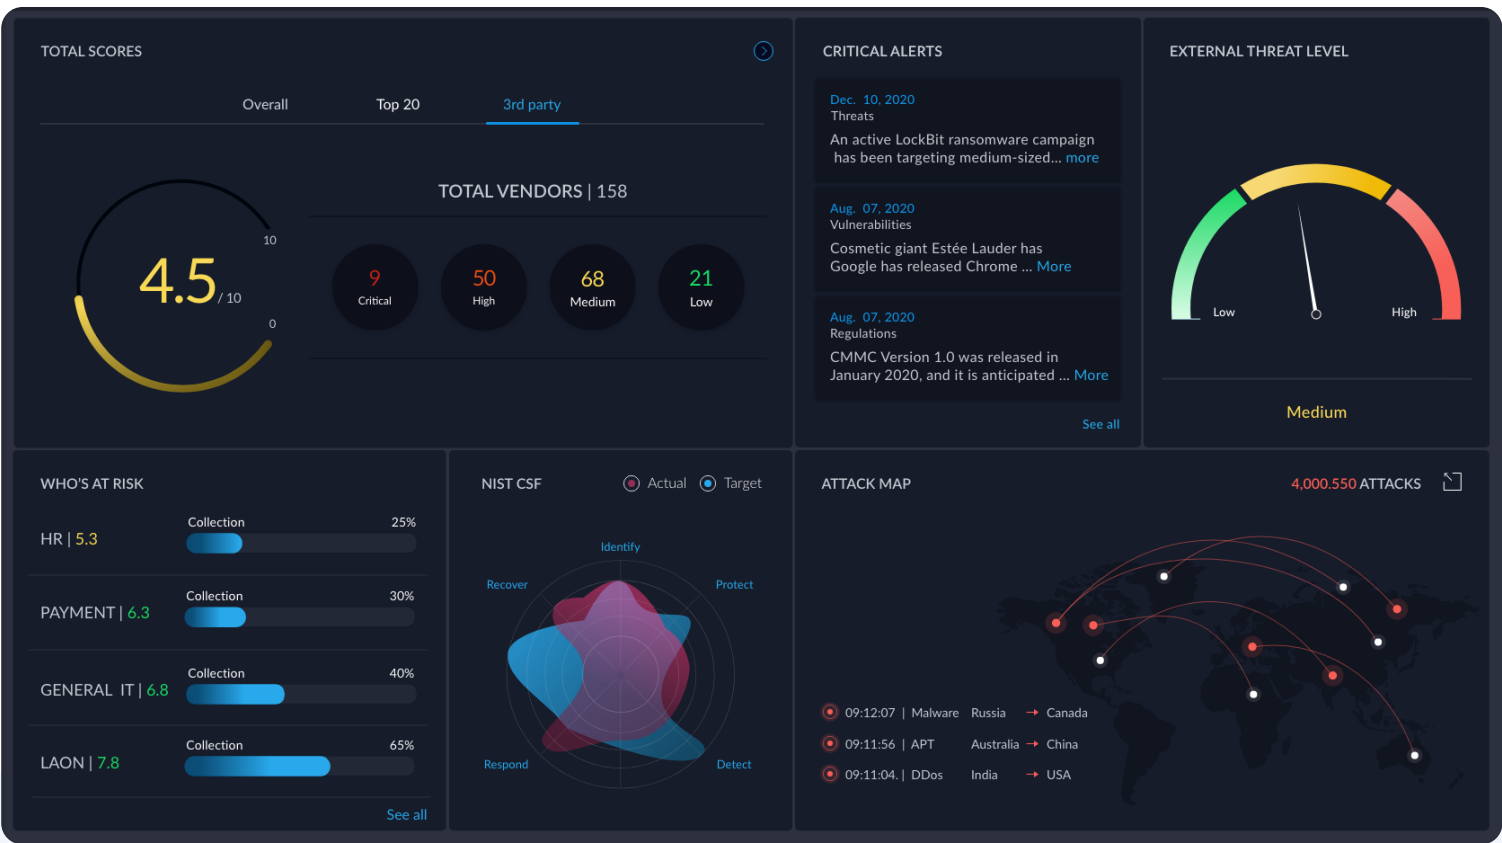 TOTAL SCORES
Overall
Top 20
3rd party
4.5 / 10
10
0
TOTAL VENDORS | 158
9
Critical
50
High
68
Medium
21
Low
CRITICAL ALERTS
Dec. 10, 2020
Threats
An active LockBit ransomware campaign
has been targeting medium-sized... more
Aug. 07, 2020
Vulnerabilities
Cosmetic giant Estée Lauder has
Google has released Chrome ... More
Aug. 07, 2020
Regulations
CMMC Version 1.0 was released in
January 2020, and it is anticipated ... More
See all
EXTERNAL THREAT LEVEL
Low
High
Medium
WHO'S AT RISK
HR | 5.3
Collection 25%
PAYMENT | 6.3
Collection 30%
GENERAL IT | 6.8
Collection 40%
LAON | 7.8
Collection 65%
See all
NIST CSF
Actual
Target
Identify
Recover
Protect
Respond
Detect
ATTACK MAP
4,000.550 ATTACKS
09:12:07 | Malware Russia → Canada
09:11:56 | APT Australia → China
09:11:04. | DDos India → USA